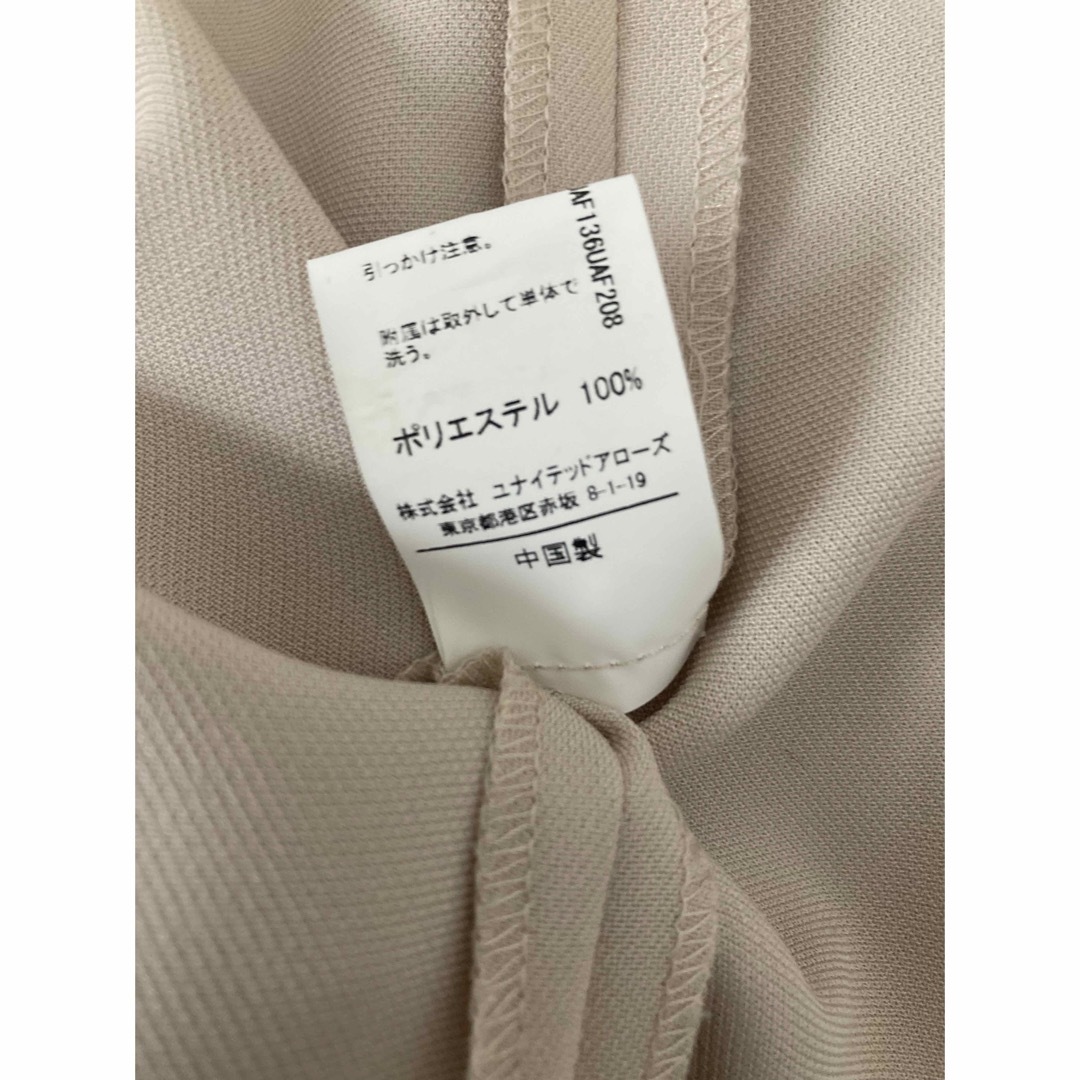 引っかけ注意。
附属は取外して単体で
洗う。
ポリエステル 100%
株式会社 ユナイテッドアローズ
東京都港区赤坂 8-1-19
中国製
AF136UAF208